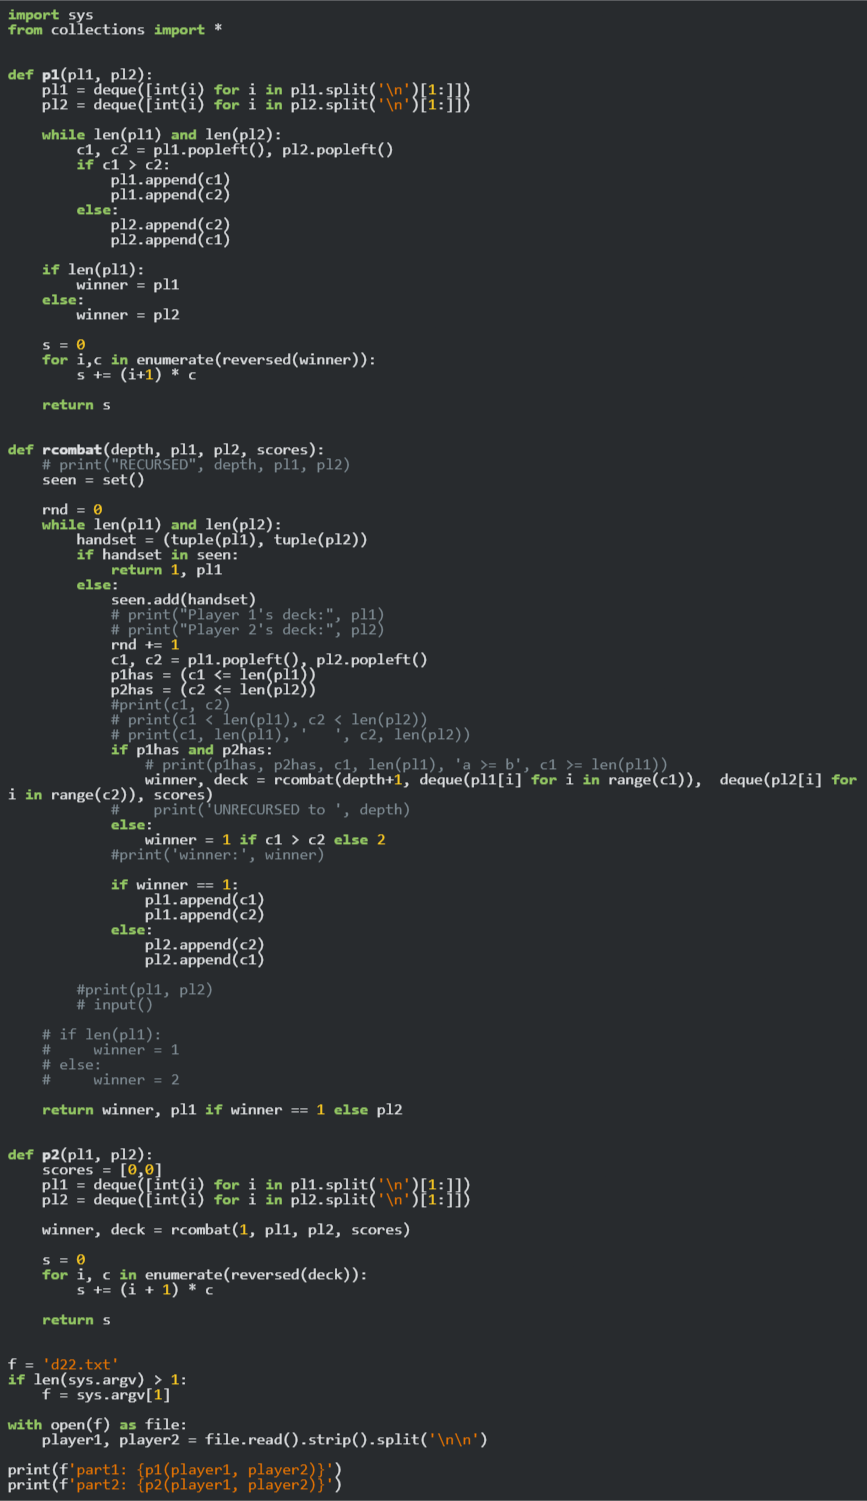 import sys
from collections import *


def p1(pl1, pl2):
    pl1 = deque([int(i) for i in pl1.split('\n')[1:]])
    pl2 = deque([int(i) for i in pl2.split('\n')[1:]])

    while len(pl1) and len(pl2):
        c1, c2 = pl1.popleft(), pl2.popleft()
        if c1 > c2:
            pl1.append(c1)
            pl1.append(c2)
        else:
            pl2.append(c2)
            pl2.append(c1)

    if len(pl1):
        winner = pl1
    else:
        winner = pl2

    s = 0
    for i,c in enumerate(reversed(winner)):
        s += (i+1) * c

    return s


def rcombat(depth, pl1, pl2, scores):
    # print("RECURSED", depth, pl1, pl2)
    seen = set()

    rnd = 0
    while len(pl1) and len(pl2):
        handset = (tuple(pl1), tuple(pl2))
        if handset in seen:
            return 1, pl1
        else:
            seen.add(handset)
            # print("Player 1's deck:", pl1)
            # print("Player 2's deck:", pl2)
            rnd += 1
            c1, c2 = pl1.popleft(), pl2.popleft()
            p1has = (c1 <= len(pl1))
            p2has = (c2 <= len(pl2))
            #print(c1, c2)
            # print(c1 < len(pl1), c2 < len(pl2))
            # print(c1, len(pl1), '   ', c2, len(pl2))
            if p1has and p2has:
                # print(p1has, p2has, c1, len(pl1), 'a >= b', c1 >= len(pl1))
                winner, deck = rcombat(depth+1, deque(pl1[i] for i in range(c1)),  deque(pl2[i] for
i in range(c2)), scores)
            #    print('UNRECURSED to ', depth)
            else:
                winner = 1 if c1 > c2 else 2
            #print('winner:', winner)

            if winner == 1:
                pl1.append(c1)
                pl1.append(c2)
            else:
                pl2.append(c2)
                pl2.append(c1)

        #print(pl1, pl2)
        # input()

    # if len(pl1):
    #     winner = 1
    # else:
    #     winner = 2

    return winner, pl1 if winner == 1 else pl2


def p2(pl1, pl2):
    scores = [0,0]
    pl1 = deque([int(i) for i in pl1.split('\n')[1:]])
    pl2 = deque([int(i) for i in pl2.split('\n')[1:]])

    winner, deck = rcombat(1, pl1, pl2, scores)

    s = 0
    for i, c in enumerate(reversed(deck)):
        s += (i + 1) * c

    return s


f = 'd22.txt'
if len(sys.argv) > 1:
    f = sys.argv[1]

with open(f) as file:
    player1, player2 = file.read().strip().split('\n\n')

print(f'part1: {p1(player1, player2)}')
print(f'part2: {p2(player1, player2)}')